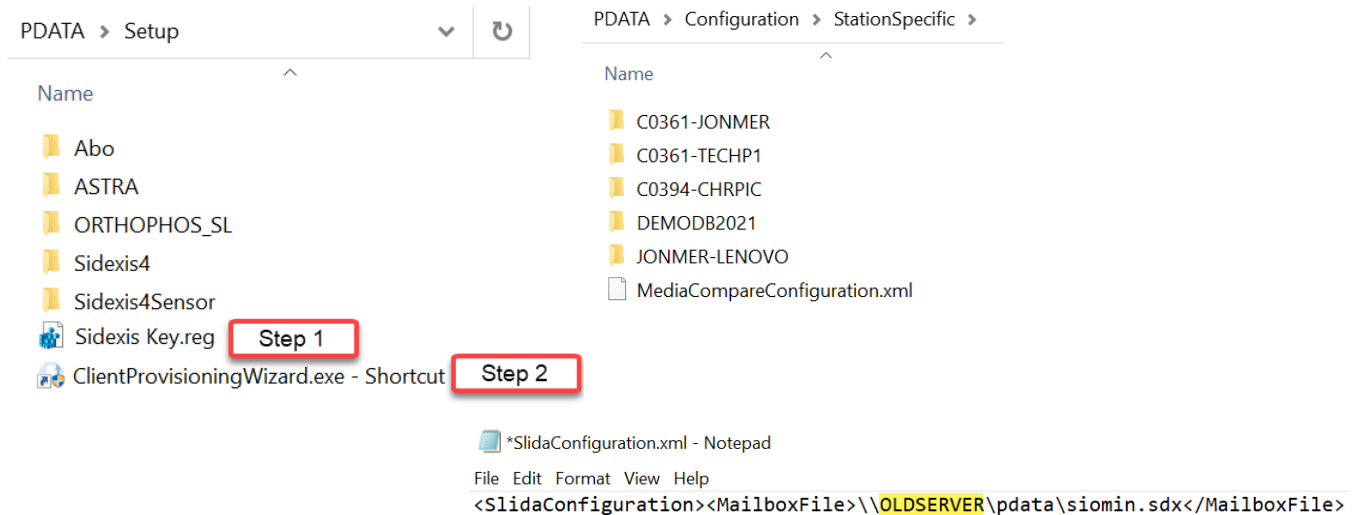 PDATA > Setup
Name
Abo
ASTRA
ORTHOPHOS_SL
Sidexis4
Sidexis4Sensor
Sidexis Key.reg
Step 1
ClientProvisioningWizard.exe - Shortcut
Step 2
PDATA > Configuration > StationSpecific >
Name
C0361-JONMER
C0361-TECHP1
C0394-CHRPIC
DEMODB2021
JONMER-LENOVO
MediaCompareConfiguration.xml
*SlidaConfiguration.xml - Notepad
File Edit Format View Help
<SlidaConfiguration><MailboxFile>\\OLDSERVER\pdata\siomin.sdx</MailboxFile>